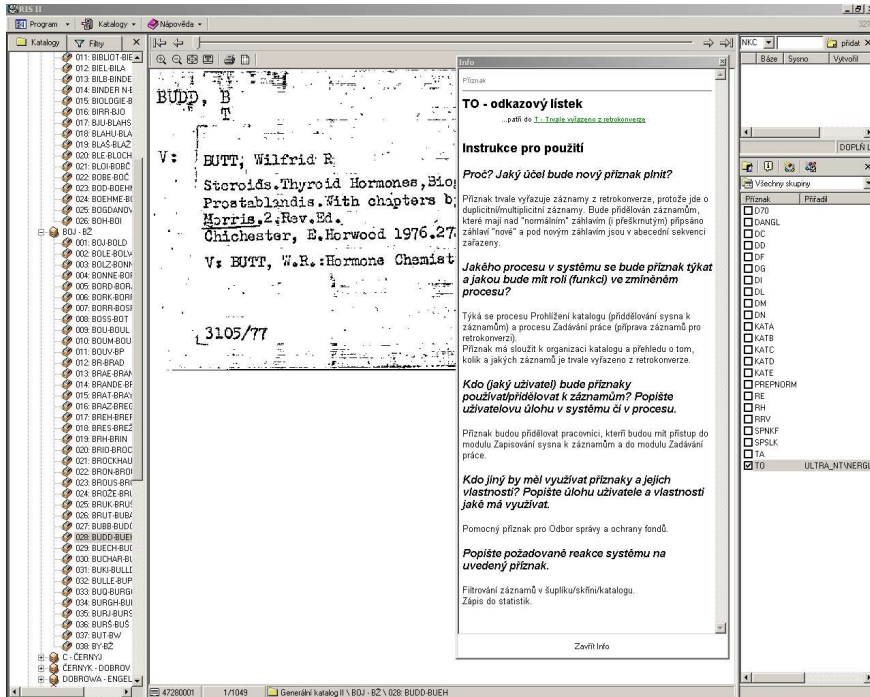 RIS II
Program
Katalogy
Nápověda
Katalogy
Filtry
011: BIBLIOT-BIE
012: BIEL-BILA
013: BILB-BINDE
014: BINDER N-B
015: BIOLOGIE-B
016: BIRR-BJO
017: BJU-BLAHS
018: BLAHU-BLA
019: BLAŠ-BLAŽ
020: BLE-BLOCH
021: BLOI-BOBČ
022: BOBE-BOČ
023: BOD-BOEHM
024: BOEHME-BO
025: BOGDANOV
026: BOH-BOI
BOJ - BŽ
001: BOJ-BOLD
002: BOLE-BOLV
003: BOLZ-BONN
004: BONNE-BOF
005: BORD-BORJ
006: BORK-BORF
007: BORR-BOSF
008: BOSS-BOT
009: BOU-BOUL
010: BOUM-BOU
011: BOUV-BP
012: BR-BRAD
013: BRAE-BRAN
014: BRANDE-BF
015: BRAT-BRAY
016: BRAZ-BREG
017: BREH-BREF
018: BRES-BREŽ
019: BRH-BRIN
020: BRIO-BROD
021: BROCKHAU
022: BRON-BROU
023: BROUS-BRO
024: BROŽE-BRU
025: BRUK-BRUŠ
026: BRUT-BUBA
027: BUBB-BUDČ
028: BUDD-BUEH
029: BUECH-BUC
030: BUCHAR-BU
031: BUKI-BULLD
032: BULLE-BUP
033: BUQ-BURGI
034: BURGH-BUI
035: BURJ-BURS
036: BURŠ-BUŠ
037: BUT-BW
038: BY-BŽ
C - ČERNYJ
ČERNYK - DOBROV
DOBROWA - ENGEL
BUDD, B
T
V: BUTT, Wilfrid R
Steroids.Thyroid Hormones,Biog
Prostablandis.With chapters b
Morris.2.Rev.Ed.
Chichester, E.Horwood 1976.27
V: BUTT, W.R.:Hormone Chemist
3105/77
Info
Příznak
TO - odkazový lístek
...patří do T - Trvale vyřazeno z retrokonverze
Instrukce pro použití
Proč? Jaký účel bude nový příznak plnit?
Příznak trvale vyřazuje záznamy z retrokonverze, protože jde o
duplicitní/multiplicitní záznamy. Bude přidělován záznamům,
které mají nad "normálním" záhlavím (i přeškrtnutým) připsáno
záhlaví "nové" a pod novým záhlavím jsou v abecední sekvenci
zařazeny.
Jakého procesu v systému se bude příznak týkat
a jakou bude mít roli (funkci) ve zmíněném
procesu?
Týká se procesu Prohlížení katalogu (přiddělování sysna k
záznamům) a procesu Zadávání práce (příprava záznamů pro
retrokonverzi).
Příznak má sloužit k organizaci katalogu a přehledu o tom,
kolik a jakých záznamů je trvale vyřazeno z retrokonverze.
Kdo (jaký uživatel) bude příznaky
používat/přidělovat k záznamům? Popište
uživatelovu úlohu v systému či v procesu.
Příznak budou přidělovat pracovníci, kterří budou mít přístup do
modulu Zapisování sysna k záznamům a do modulu Zadávání
práce.
Kdo jiný by měl využívat příznaky a jejich
vlastnosti? Popište úlohu uživatele a vlastnosti
jaké má využívat.
Pomocný příznak pro Odbor správy a ochrany fondů.
Popište požadované reakce systému na
uvedený příznak.
Filtrování záznamů v šuplíku/skříni/katalogu.
Zápis do statistik.
Zavřít Info
NKC
přidat
Báze Sysno Vytvořil
DOPLŇ
Všechny skupiny
Příznak Přiřadil
D70
DANGL
DC
DD
DF
DG
DI
DL
DM
DN
KATA
KATB
KATC
KATD
KATE
PREPNORM
RE
RH
RRV
SPNKF
SPSLK
TA
TO ULTRA_NT\NERGL
47280001 1/1049 Generální katalog II \ BOJ - BŽ \ 028: BUDD-BUEH